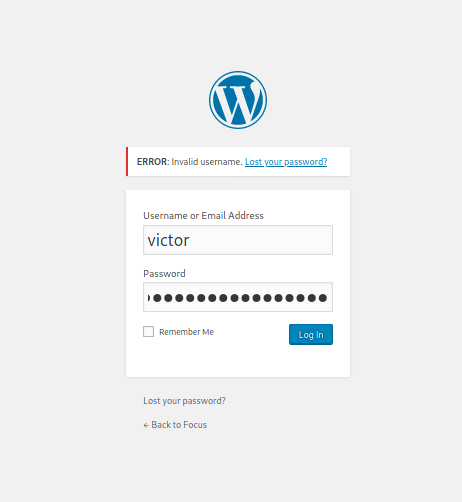 ERROR: Invalid username. Lost your password?
Username or Email Address
victor
Password
Remember Me
Log In
Lost your password?
← Back to Focus